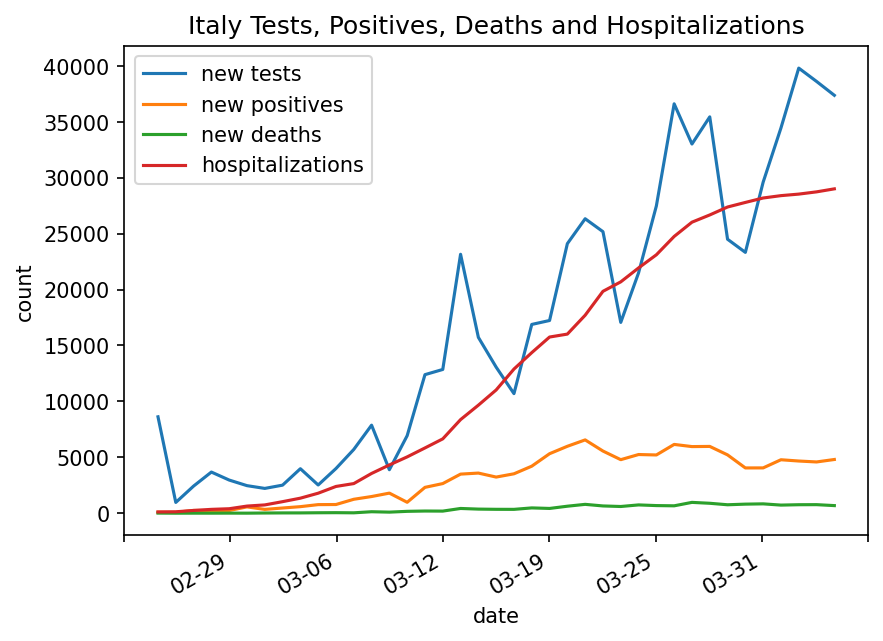 Italy Tests, Positives, Deaths and Hospitalizations
new tests
new positives
new deaths
hospitalizations
40000
35000
30000
25000
20000
15000
10000
5000
0
count
02-29
03-06
03-12
03-19
03-25
03-31
date